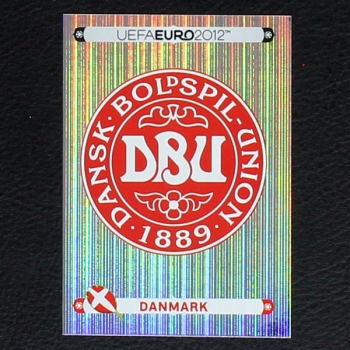 UEFAEURO2012™
DANSK · BOLDSPIL-UNION
DBU
· 1889 ·
DANMARK